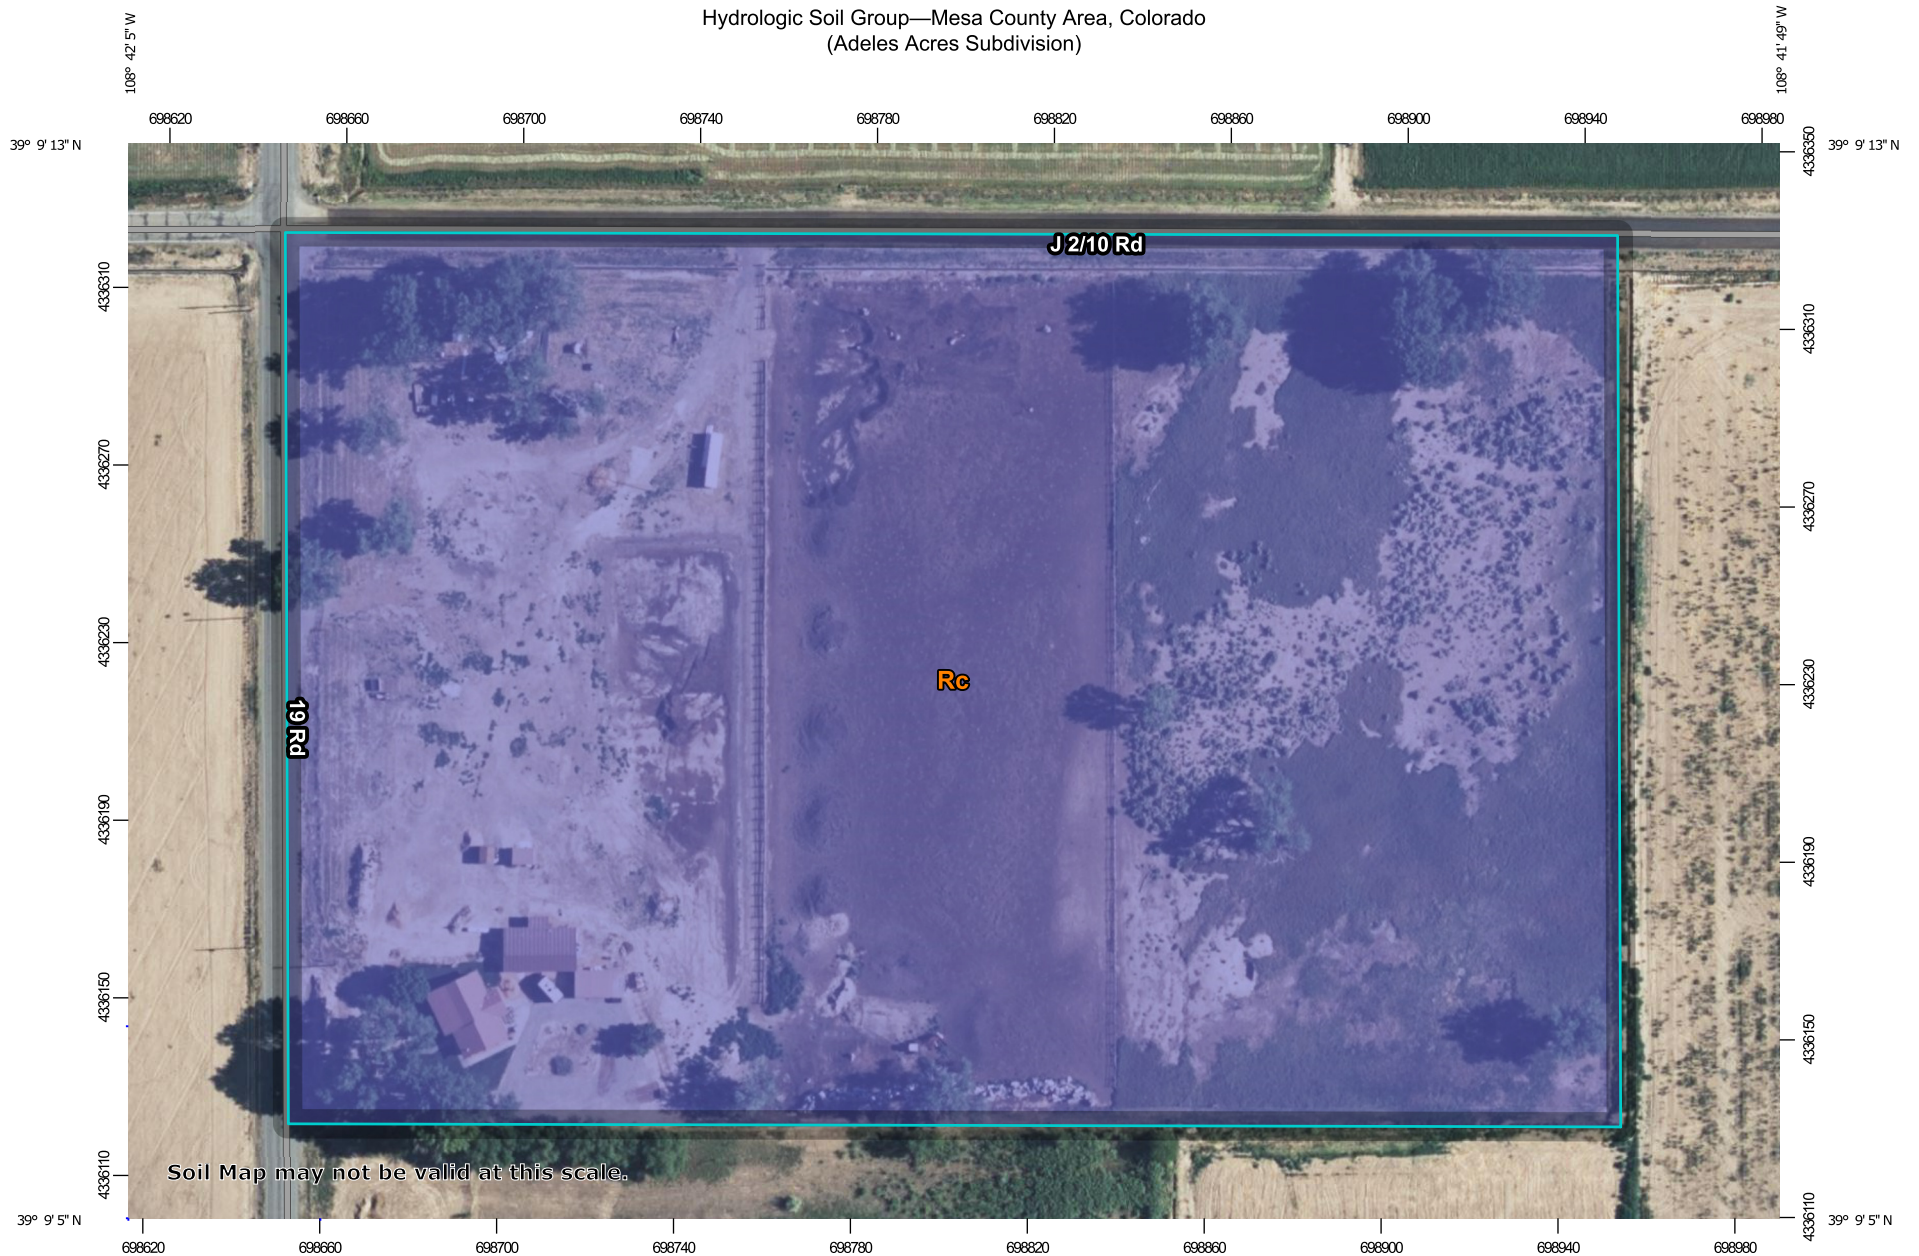 Hydrologic Soil Group—Mesa County Area, Colorado
(Adeles Acres Subdivision)
108° 42' 5'' W
108° 41' 49'' W
698620 698660 698700 698740 698780 698820 698860 698900 698940 698980
39° 9' 13'' N
39° 9' 13'' N
4336350
J 2/10 Rd
4336310
4336310
4336270
4336270
4336230
4336230
Rc
19 Rd
4336190
4336190
4336150
4336150
4336110
4336110
Soil Map may not be valid at this scale.
39° 9' 5'' N
39° 9' 5'' N
698620 698660 698700 698740 698780 698820 698860 698900 698940 698980